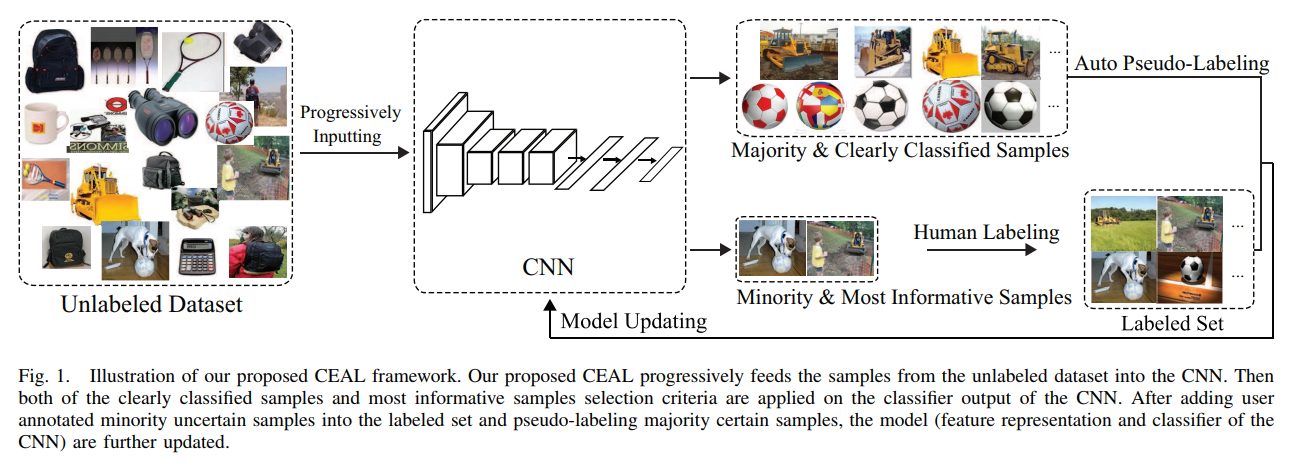 Progressively
Inputting
Unlabeled Dataset
CNN
...
...
Auto Pseudo-Labeling
Majority & Clearly Classified Samples
Human Labeling
Minority & Most Informative Samples
...
...
Labeled Set
Model Updating
Fig. 1. Illustration of our proposed CEAL framework. Our proposed CEAL progressively feeds the samples from the unlabeled dataset into the CNN. Then
both of the clearly classified samples and most informative samples selection criteria are applied on the classifier output of the CNN. After adding user
annotated minority uncertain samples into the labeled set and pseudo-labeling majority certain samples, the model (feature representation and classifier of the
CNN) are further updated.